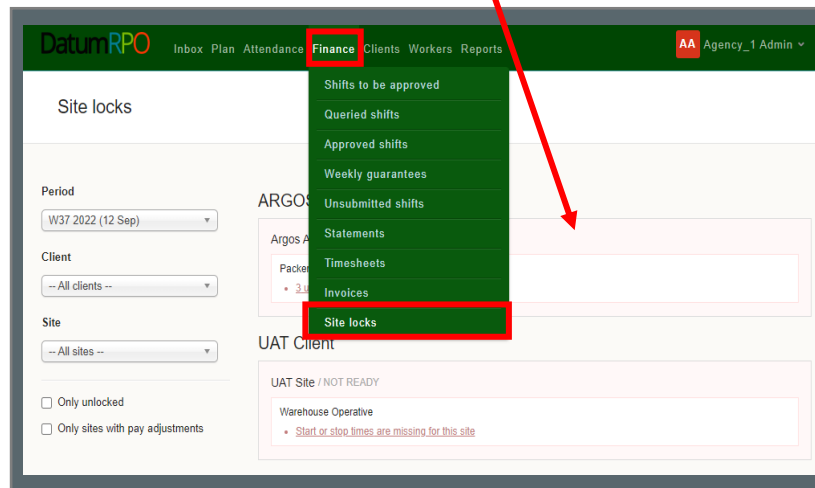 DatumRPO Inbox Plan Attendance Finance Clients Workers Reports AA Agency_1 Admin
Site locks
Shifts to be approved
Queried shifts
Approved shifts
Weekly guarantees
Unsubmitted shifts
Statements
Timesheets
Invoices
Site locks
Period
W37 2022 (12 Sep)
Client
-- All clients --
Site
-- All sites --
Only unlocked
Only sites with pay adjustments
ARGOS
Argos
3
UAT Client
UAT Site / NOT READY
Warehouse Operative
Start or stop times are missing for this site